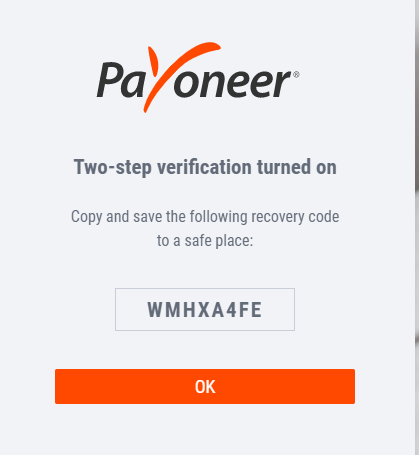 Payoneer®
Two-step verification turned on
Copy and save the following recovery code
to a safe place:
WMHXA4FE
OK